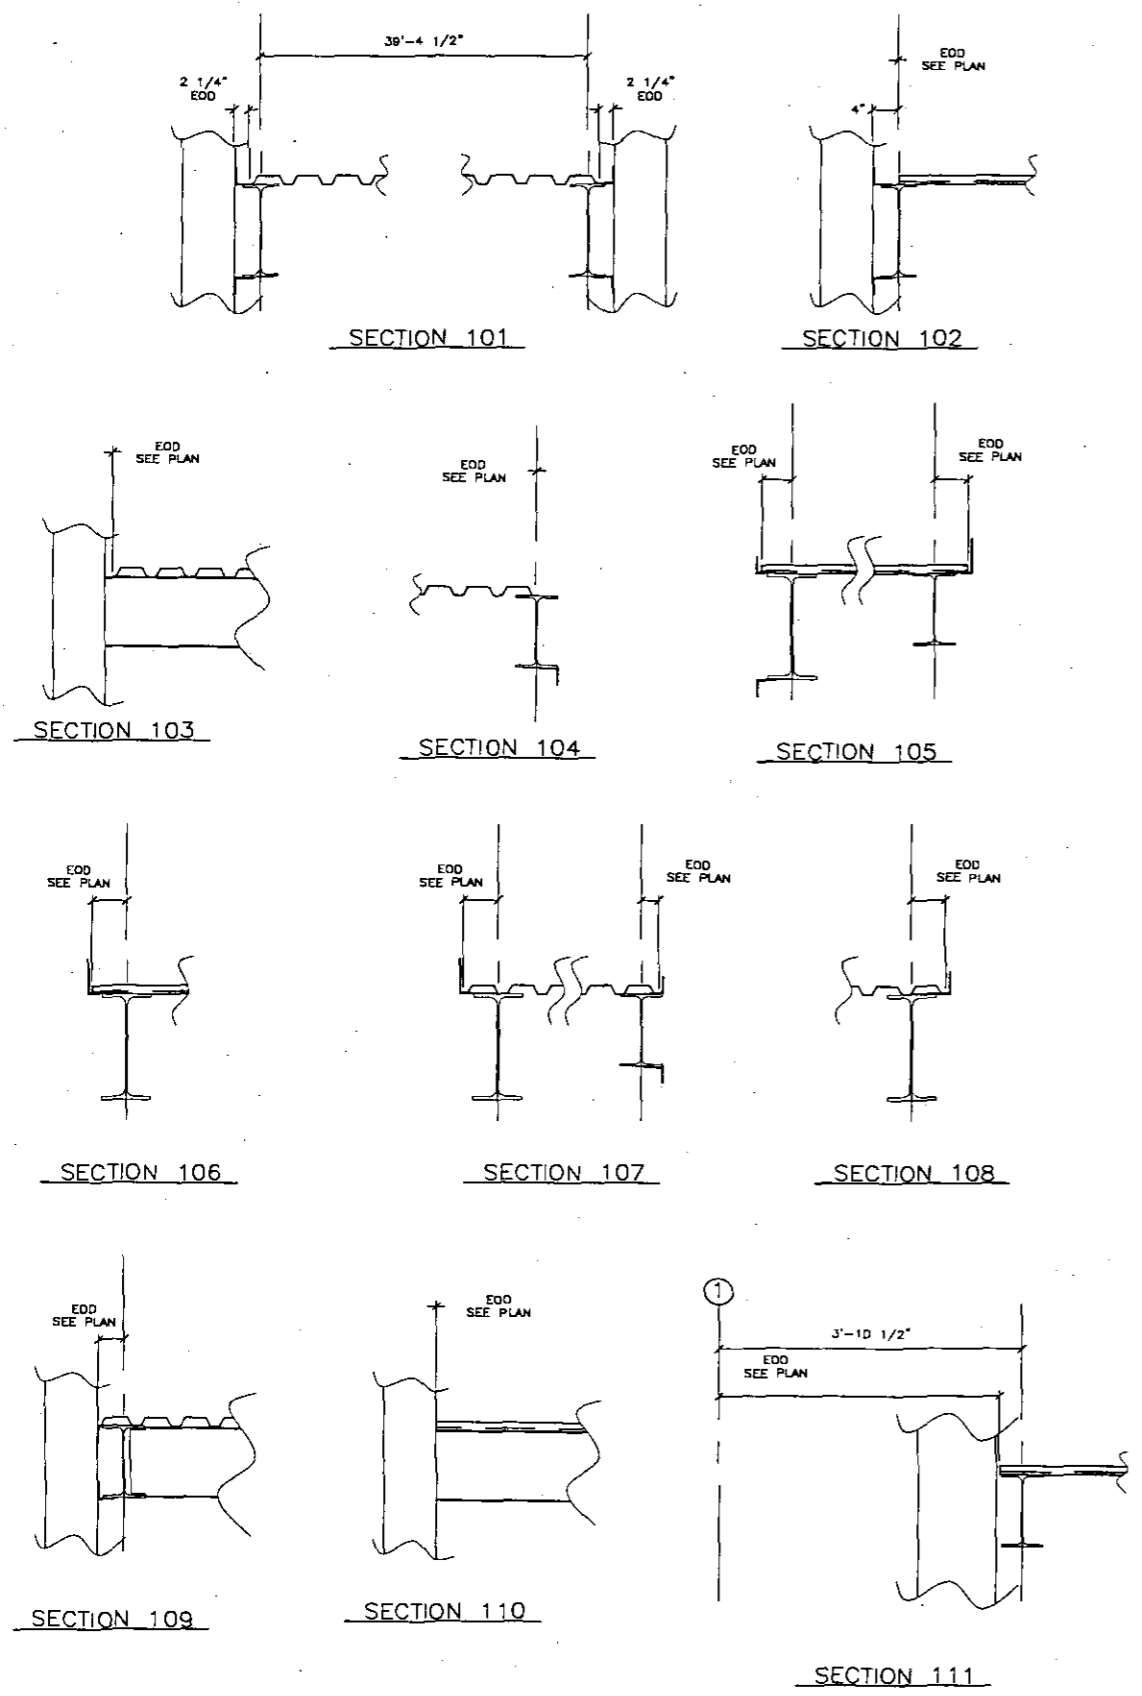 39'-4 1/2"
2 1/4"
EOD
2 1/4"
EOD
EOD
SEE PLAN
4"
SECTION 101
SECTION 102
EOD
SEE PLAN
EOD
SEE PLAN
EOD
SEE PLAN
EOD
SEE PLAN
SECTION 103
SECTION 104
SECTION 105
EOD
SEE PLAN
EOD
SEE PLAN
EOD
SEE PLAN
EOD
SEE PLAN
SECTION 106
SECTION 107
SECTION 108
EOD
SEE PLAN
EOD
SEE PLAN
1
3'-10 1/2"
EOD
SEE PLAN
SECTION 109
SECTION 110
SECTION 111